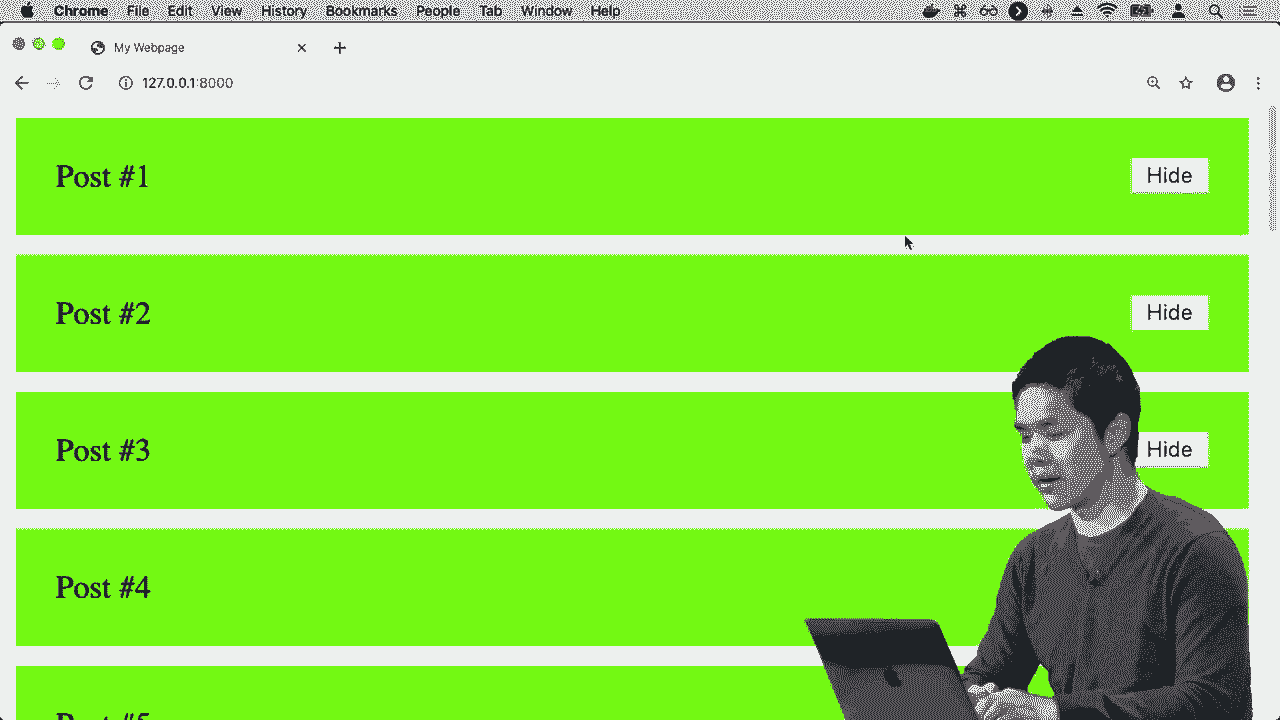 Chrome File Edit View History Bookmarks People Tab Window Help
My Webpage
127.0.0.1:8000
Post #1 Hide
Post #2 Hide
Post #3 Hide
Post #4
Post #5